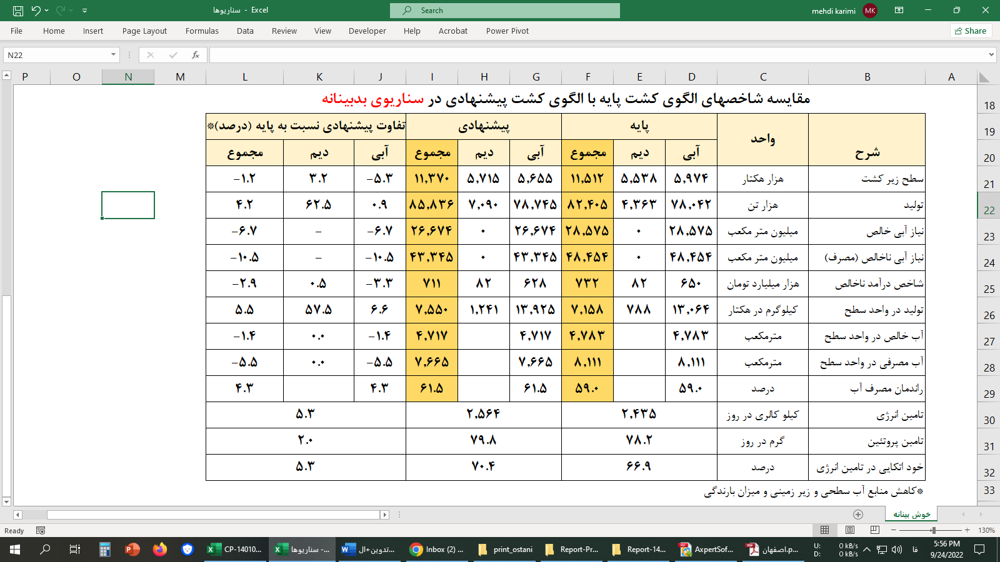 سناریوها - Excel
Search
mehdi karimi
MK
File Home Insert Page Layout Formulas Data Review View Developer Help Acrobat Power Pivot
Share
N22
fx
P O N M L K J I H G F E D C B A
18 مقایسه شاخصهای الگوی کشت پایه با الگوی کشت پیشنهادی در سناریوی بدبینانه
19 شرح واحد پایه پیشنهادی تفاوت پیشنهادی نسبت به پایه (درصد)*
20 آبی دیم مجموع آبی دیم مجموع آبی دیم مجموع
21 سطح زیر کشت هزار هکتار ۵,۹۷۴ ۵,۵۳۸ ۱۱,۵۱۲ ۵,۶۵۵ ۵,۷۱۵ ۱۱,۳۷۰ -۵.۳ ۳.۲ -۱.۲
22 تولید هزار تن ۷۸,۰۴۲ ۴,۳۶۳ ۸۲,۴۰۵ ۷۸,۷۴۵ ۷,۰۹۰ ۸۵,۸۳۶ ۰.۹ ۶۲.۵ ۴.۲
23 نیاز آبی خالص میلیون متر مکعب ۲۸,۵۷۵ ۰ ۲۸,۵۷۵ ۲۶,۶۷۴ ۰ ۲۶,۶۷۴ -۶.۷ - -۶.۷
24 نیاز آبی ناخالص (مصرف) میلیون متر مکعب ۴۸,۴۵۴ ۰ ۴۸,۴۵۴ ۴۳,۳۴۵ ۰ ۴۳,۳۴۵ -۱۰.۵ - -۱۰.۵
25 شاخص درآمد ناخالص هزار میلیارد تومان ۶۵۰ ۸۲ ۷۳۲ ۶۲۸ ۸۲ ۷۱۱ -۳.۳ ۰.۵ -۲.۹
26 تولید در واحد سطح کیلوگرم در هکتار ۱۳,۰۶۴ ۷۸۸ ۷,۱۵۸ ۱۳,۹۲۵ ۱,۲۴۱ ۷,۵۵۰ ۶.۶ ۵۷.۵ ۵.۵
27 آب خالص در واحد سطح مترمکعب ۴,۷۸۳ ۴,۷۸۳ ۴,۷۱۷ ۴,۷۱۷ -۱.۴ ۰.۰ -۱.۴
28 آب مصرفی در واحد سطح مترمکعب ۸,۱۱۱ ۸,۱۱۱ ۷,۶۶۵ ۷,۶۶۵ -۵.۵ ۰.۰ -۵.۵
29 راندمان مصرف آب درصد ۵۹.۰ ۵۹.۰ ۶۱.۵ ۶۱.۵ ۴.۳ ۴.۳
30 تامین انرژی کیلو کالری در روز ۲,۴۳۵ ۲,۵۶۴ ۵.۳
31 تامین پروتئین گرم در روز ۷۸.۲ ۷۹.۸ ۲.۰
32 خود اتکایی در تامین انرژی درصد ۶۶.۹ ۷۰.۴ ۵.۳
33 *کاهش منابع آب سطحی و زیر زمینی و میزان بارندگی
خوش بینانه
Ready
130%
CP-14010...
سناریوها -...
تدوین+ال...
Inbox (2) ...
print_ostani
Report-Pr...
Report-14...
AxpertSof...
اصفهان.p...
U: 0 kB/s
D: 0 kB/s
فا
5:56 PM
9/24/2022